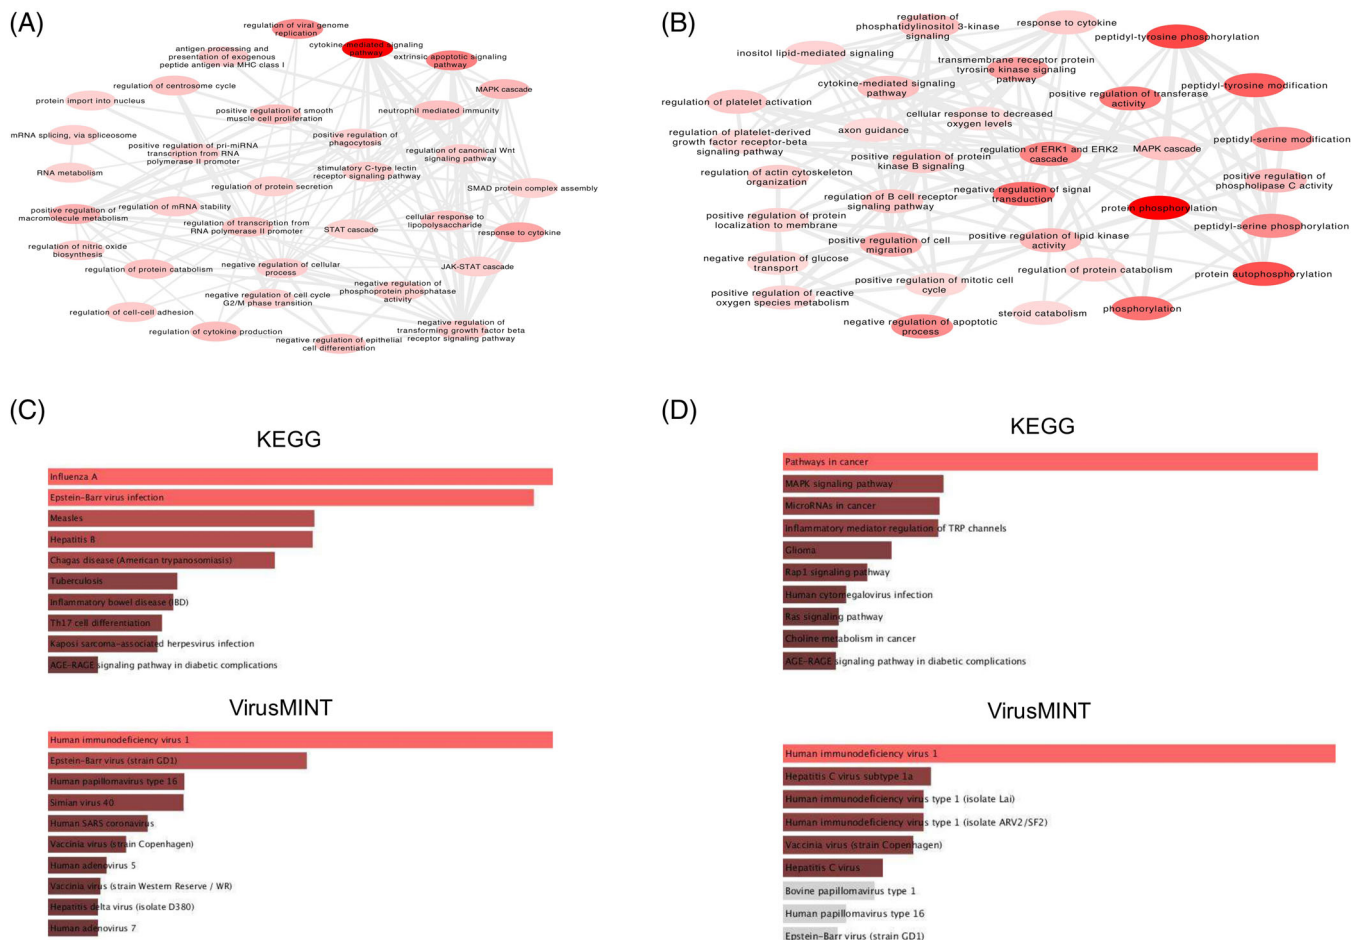 (A)
regulation of viral genome
replication
cytokine-mediated signaling
pathway
antigen processing and
presentation of exogenous
peptide antigen via MHC class I
extrinsic apoptotic signaling
pathway
MAPK cascade
regulation of centrosome cycle
protein import into nucleus
positive regulation of smooth
muscle cell proliferation
neutrophil mediated immunity
mRNA splicing, via spliceosome
positive regulation of pri-miRNA
transcription from RNA
polymerase II promoter
positive regulation of
phagocytosis
regulation of canonical Wnt
signaling pathway
RNA metabolism
stimulatory C-type lectin
receptor signaling pathway
regulation of protein secretion
SMAD protein complex assembly
positive regulation of
macromolecule metabolism
regulation of mRNA stability
regulation of transcription from
RNA polymerase II promoter
STAT cascade
cellular response to
lipopolysaccharide
response to cytokine
regulation of nitric oxide
biosynthesis
regulation of protein catabolism
negative regulation of cellular
process
JAK-STAT cascade
negative regulation of cell cycle
G2/M phase transition
negative regulation of
phosphoprotein phosphatase
activity
regulation of cell-cell adhesion
regulation of cytokine production
negative regulation of epithelial
cell differentiation
negative regulation of
transforming growth factor beta
receptor signaling pathway
(B)
regulation of
phosphatidylinositol 3-kinase
signaling
response to cytokine
peptidyl-tyrosine phosphorylation
inositol lipid-mediated signaling
transmembrane receptor protein
tyrosine kinase signaling
pathway
cytokine-mediated signaling
pathway
peptidyl-tyrosine modification
regulation of platelet activation
positive regulation of transferase
activity
cellular response to decreased
oxygen levels
axon guidance
regulation of platelet-derived
growth factor receptor-beta
signaling pathway
peptidyl-serine modification
regulation of ERK1 and ERK2
cascade
MAPK cascade
positive regulation of protein
kinase B signaling
regulation of actin cytoskeleton
organization
positive regulation of
phospholipase C activity
negative regulation of signal
transduction
regulation of B cell receptor
signaling pathway
protein phosphorylation
positive regulation of protein
localization to membrane
peptidyl-serine phosphorylation
positive regulation of cell
migration
positive regulation of lipid kinase
activity
negative regulation of glucose
transport
regulation of protein catabolism
protein autophosphorylation
positive regulation of mitotic cell
cycle
positive regulation of reactive
oxygen species metabolism
steroid catabolism
phosphorylation
negative regulation of apoptotic
process
(C)
KEGG
Influenza A
Epstein-Barr virus infection
Measles
Hepatitis B
Chagas disease (American trypanosomiasis)
Tuberculosis
Inflammatory bowel disease (IBD)
Th17 cell differentiation
Kaposi sarcoma-associated herpesvirus infection
AGE-RAGE signaling pathway in diabetic complications
VirusMINT
Human immunodeficiency virus 1
Epstein-Barr virus (strain GD1)
Human papillomavirus type 16
Simian virus 40
Human SARS coronavirus
Vaccinia virus (strain Copenhagen)
Human adenovirus 5
Vaccinia virus (strain Western Reserve / WR)
Hepatitis delta virus (isolate D380)
Human adenovirus 7
(D)
KEGG
Pathways in cancer
MAPK signaling pathway
MicroRNAs in cancer
Inflammatory mediator regulation of TRP channels
Glioma
Rap1 signaling pathway
Human cytomegalovirus infection
Ras signaling pathway
Choline metabolism in cancer
AGE-RAGE signaling pathway in diabetic complications
VirusMINT
Human immunodeficiency virus 1
Hepatitis C virus subtype 1a
Human immunodeficiency virus type 1 (isolate Lai)
Human immunodeficiency virus type 1 (isolate ARV2/SF2)
Vaccinia virus (strain Copenhagen)
Hepatitis C virus
Bovine papillomavirus type 1
Human papillomavirus type 16
Epstein-Barr virus (strain GD1)